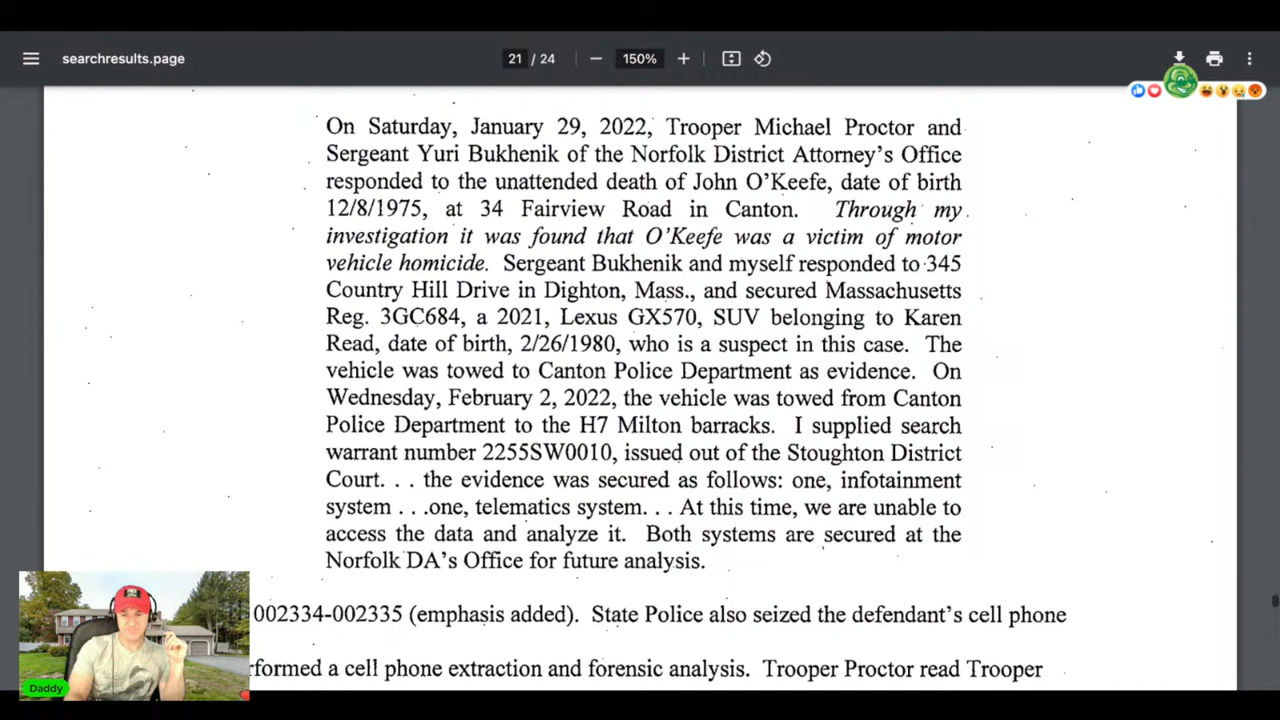 searchresults.page
21 / 24
150%
On Saturday, January 29, 2022, Trooper Michael Proctor and
Sergeant Yuri Bukhenik of the Norfolk District Attorney's Office
responded to the unattended death of John O'Keefe, date of birth
12/8/1975, at 34 Fairview Road in Canton. Through my
investigation it was found that O'Keefe was a victim of motor
vehicle homicide. Sergeant Bukhenik and myself responded to 345
Country Hill Drive in Dighton, Mass., and secured Massachusetts
Reg. 3GC684, a 2021, Lexus GX570, SUV belonging to Karen
Read, date of birth, 2/26/1980, who is a suspect in this case. The
vehicle was towed to Canton Police Department as evidence. On
Wednesday, February 2, 2022, the vehicle was towed from Canton
Police Department to the H7 Milton barracks. I supplied search
warrant number 2255SW0010, issued out of the Stoughton District
Court. . . the evidence was secured as follows: one, infotainment
system . . .one, telematics system. . . At this time, we are unable to
access the data and analyze it. Both systems are secured at the
Norfolk DA's Office for future analysis.
002334-002335 (emphasis added). State Police also seized the defendant's cell phone
rformed a cell phone extraction and forensic analysis. Trooper Proctor read Trooper
Daddy